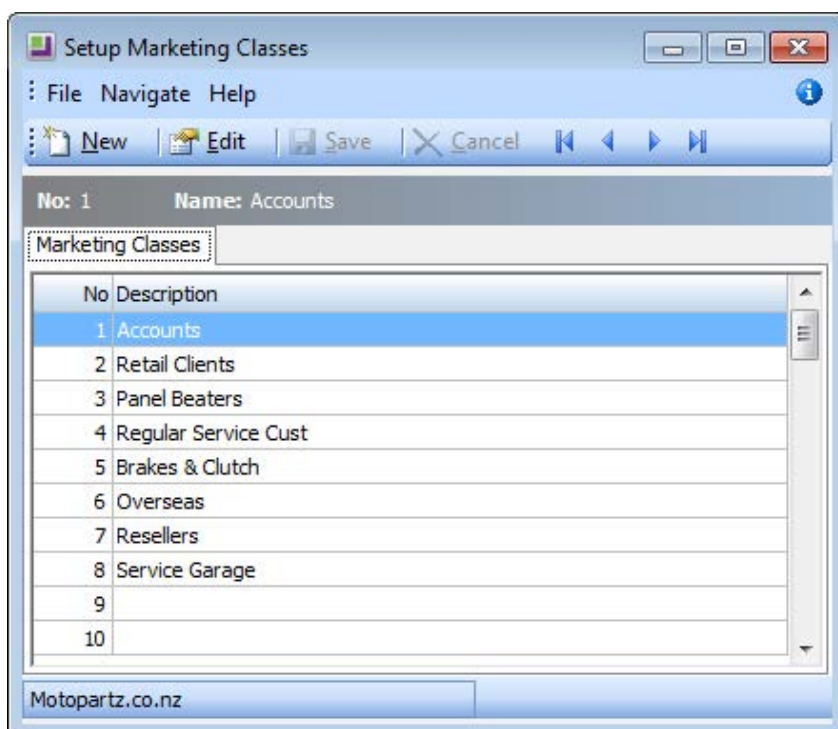 Setup Marketing Classes
File Navigate Help
New Edit Save Cancel
No: 1 Name: Accounts
Marketing Classes
No Description
1 Accounts
2 Retail Clients
3 Panel Beaters
4 Regular Service Cust
5 Brakes & Clutch
6 Overseas
7 Resellers
8 Service Garage
9
10
Motopartz.co.nz